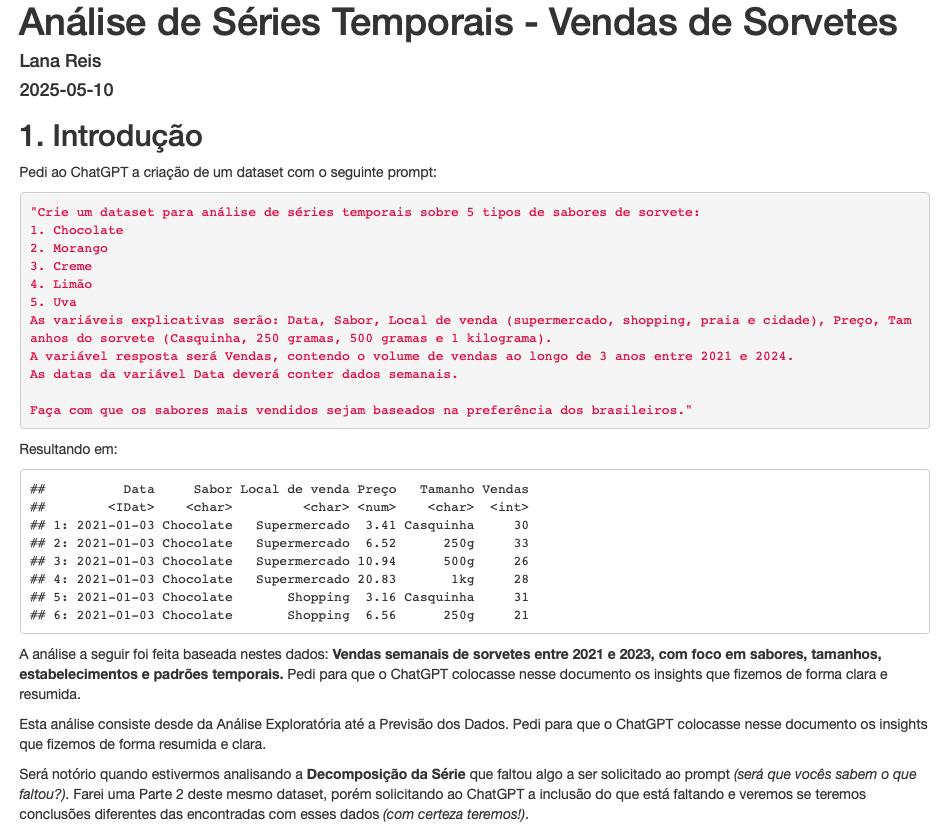 Análise de Séries Temporais - Vendas de Sorvetes
Lana Reis
2025-05-10
1. Introdução
Pedi ao ChatGPT a criação de um dataset com o seguinte prompt:
"Crie um dataset para análise de séries temporais sobre 5 tipos de sabores de sorvete:
1. Chocolate
2. Morango
3. Creme
4. Limão
5. Uva
As variáveis explicativas serão: Data, Sabor, Local de venda (supermercado, shopping, praia e cidade), Preço, Tam
anhos do sorvete (Casquinha, 250 gramas, 500 gramas e 1 kilograma).
A variável resposta será Vendas, contendo o volume de vendas ao longo de 3 anos entre 2021 e 2024.
As datas da variável Data deverá conter dados semanais.
Faça com que os sabores mais vendidos sejam baseados na preferência dos brasileiros."
Resultando em:
##          Data     Sabor Local de venda Preço   Tamanho Vendas
##        <IDat>    <char>         <char> <num>    <char>  <int>
## 1: 2021-01-03 Chocolate   Supermercado  3.41 Casquinha     30
## 2: 2021-01-03 Chocolate   Supermercado  6.52      250g     33
## 3: 2021-01-03 Chocolate   Supermercado 10.94      500g     26
## 4: 2021-01-03 Chocolate   Supermercado 20.83       1kg     28
## 5: 2021-01-03 Chocolate       Shopping  3.16 Casquinha     31
## 6: 2021-01-03 Chocolate       Shopping  6.56      250g     21
A análise a seguir foi feita baseada nestes dados: Vendas semanais de sorvetes entre 2021 e 2023, com foco em sabores, tamanhos,
estabelecimentos e padrões temporais. Pedi para que o ChatGPT colocasse nesse documento os insights que fizemos de forma clara e
resumida.
Esta análise consiste desde da Análise Exploratória até a Previsão dos Dados. Pedi para que o ChatGPT colocasse nesse documento os insights
que fizemos de forma resumida e clara.
Será notório quando estivermos analisando a Decomposição da Série que faltou algo a ser solicitado ao prompt (será que vocês sabem o que
faltou?). Farei uma Parte 2 deste mesmo dataset, porém solicitando ao ChatGPT a inclusão do que está faltando e veremos se teremos
conclusões diferentes das encontradas com esses dados (com certeza teremos!).